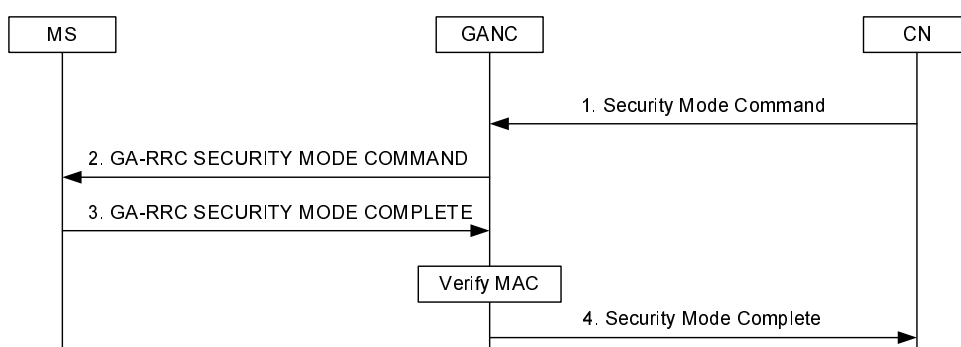 MS
GANC
CN
1. Security Mode Command
2. GA-RRC SECURITY MODE COMMAND
3. GA-RRC SECURITY MODE COMPLETE
Verify MAC
4. Security Mode Complete